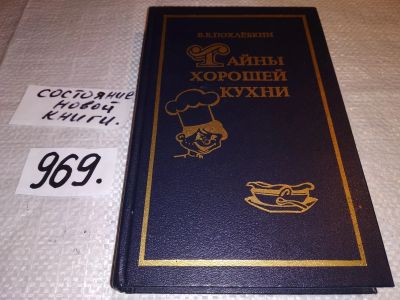 В.В.ПОХЛЁБКИН
ТАЙНЫ
ХОРОШЕЙ
КУХНИ
состояние
новой
книги.
969.